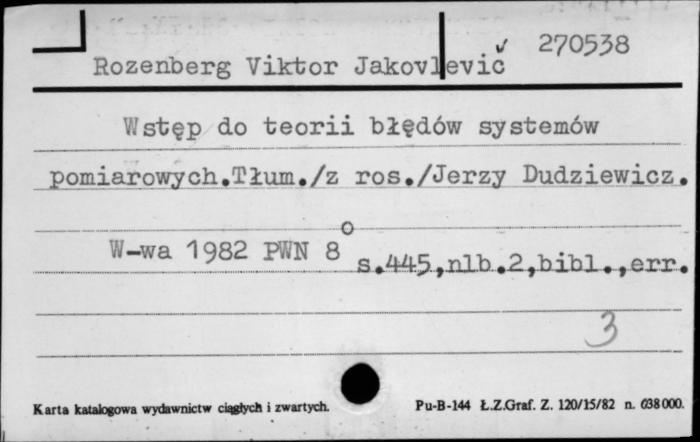 270538
Rozenberg Viktor Jakovlevič
Wstęp do teorii błędów systemów
pomiarowych.Tłum./z ros./Jerzy Dudziewicz.
W-wa 1982 PWN 8° s.445,nlb.2,bibl.,err.
3
Karta katalogowa wydawnictw ciągłych i zwartych. Pu-B-144 Ł.Z.Graf. Z. 120/15/82 n. 638000.